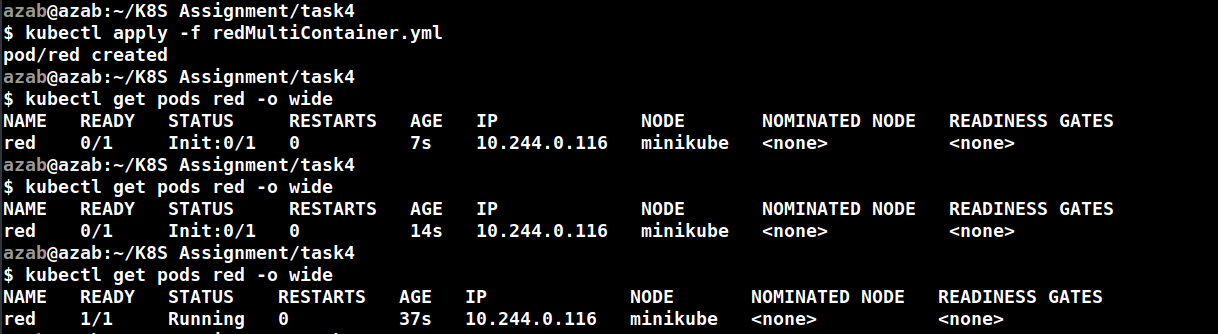 azab@azab:~/K8S Assignment/task4
$ kubectl apply -f redMultiContainer.yml
pod/red created
azab@azab:~/K8S Assignment/task4
$ kubectl get pods red -o wide
NAME   READY   STATUS     RESTARTS   AGE   IP             NODE       NOMINATED NODE   READINESS GATES
red    0/1     Init:0/1   0          7s    10.244.0.116   minikube   <none>           <none>
azab@azab:~/K8S Assignment/task4
$ kubectl get pods red -o wide
NAME   READY   STATUS     RESTARTS   AGE   IP             NODE       NOMINATED NODE   READINESS GATES
red    0/1     Init:0/1   0          14s   10.244.0.116   minikube   <none>           <none>
azab@azab:~/K8S Assignment/task4
$ kubectl get pods red -o wide
NAME   READY   STATUS    RESTARTS   AGE   IP             NODE       NOMINATED NODE   READINESS GATES
red    1/1     Running   0          37s   10.244.0.116   minikube   <none>           <none>